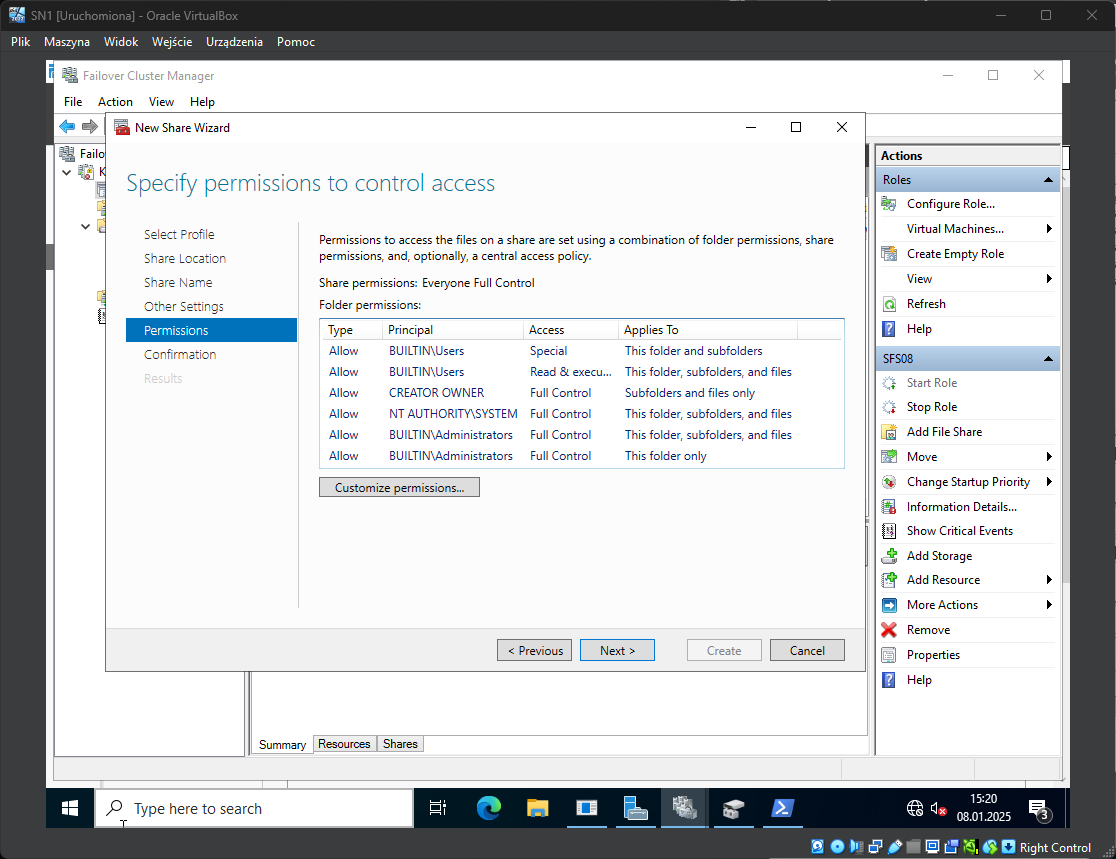 SN1 [Uruchomiona] - Oracle VirtualBox
Plik Maszyna Widok Wejście Urządzenia Pomoc
Failover Cluster Manager
File Action View Help
New Share Wizard
Failo
K
Specify permissions to control access
Select Profile
Share Location
Share Name
Other Settings
Permissions
Confirmation
Results
Permissions to access the files on a share are set using a combination of folder permissions, share
permissions, and, optionally, a central access policy.
Share permissions: Everyone Full Control
Folder permissions:
Type Principal Access Applies To
Allow BUILTIN\Users Special This folder and subfolders
Allow BUILTIN\Users Read & execu... This folder, subfolders, and files
Allow CREATOR OWNER Full Control Subfolders and files only
Allow NT AUTHORITY\SYSTEM Full Control This folder, subfolders, and files
Allow BUILTIN\Administrators Full Control This folder, subfolders, and files
Allow BUILTIN\Administrators Full Control This folder only
Customize permissions...
< Previous Next > Create Cancel
Actions
Roles
Configure Role...
Virtual Machines...
Create Empty Role
View
Refresh
Help
SFS08
Start Role
Stop Role
Add File Share
Move
Change Startup Priority
Information Details...
Show Critical Events
Add Storage
Add Resource
More Actions
Remove
Properties
Help
Summary Resources Shares
Type here to search
15:20
08.01.2025
3
Right Control